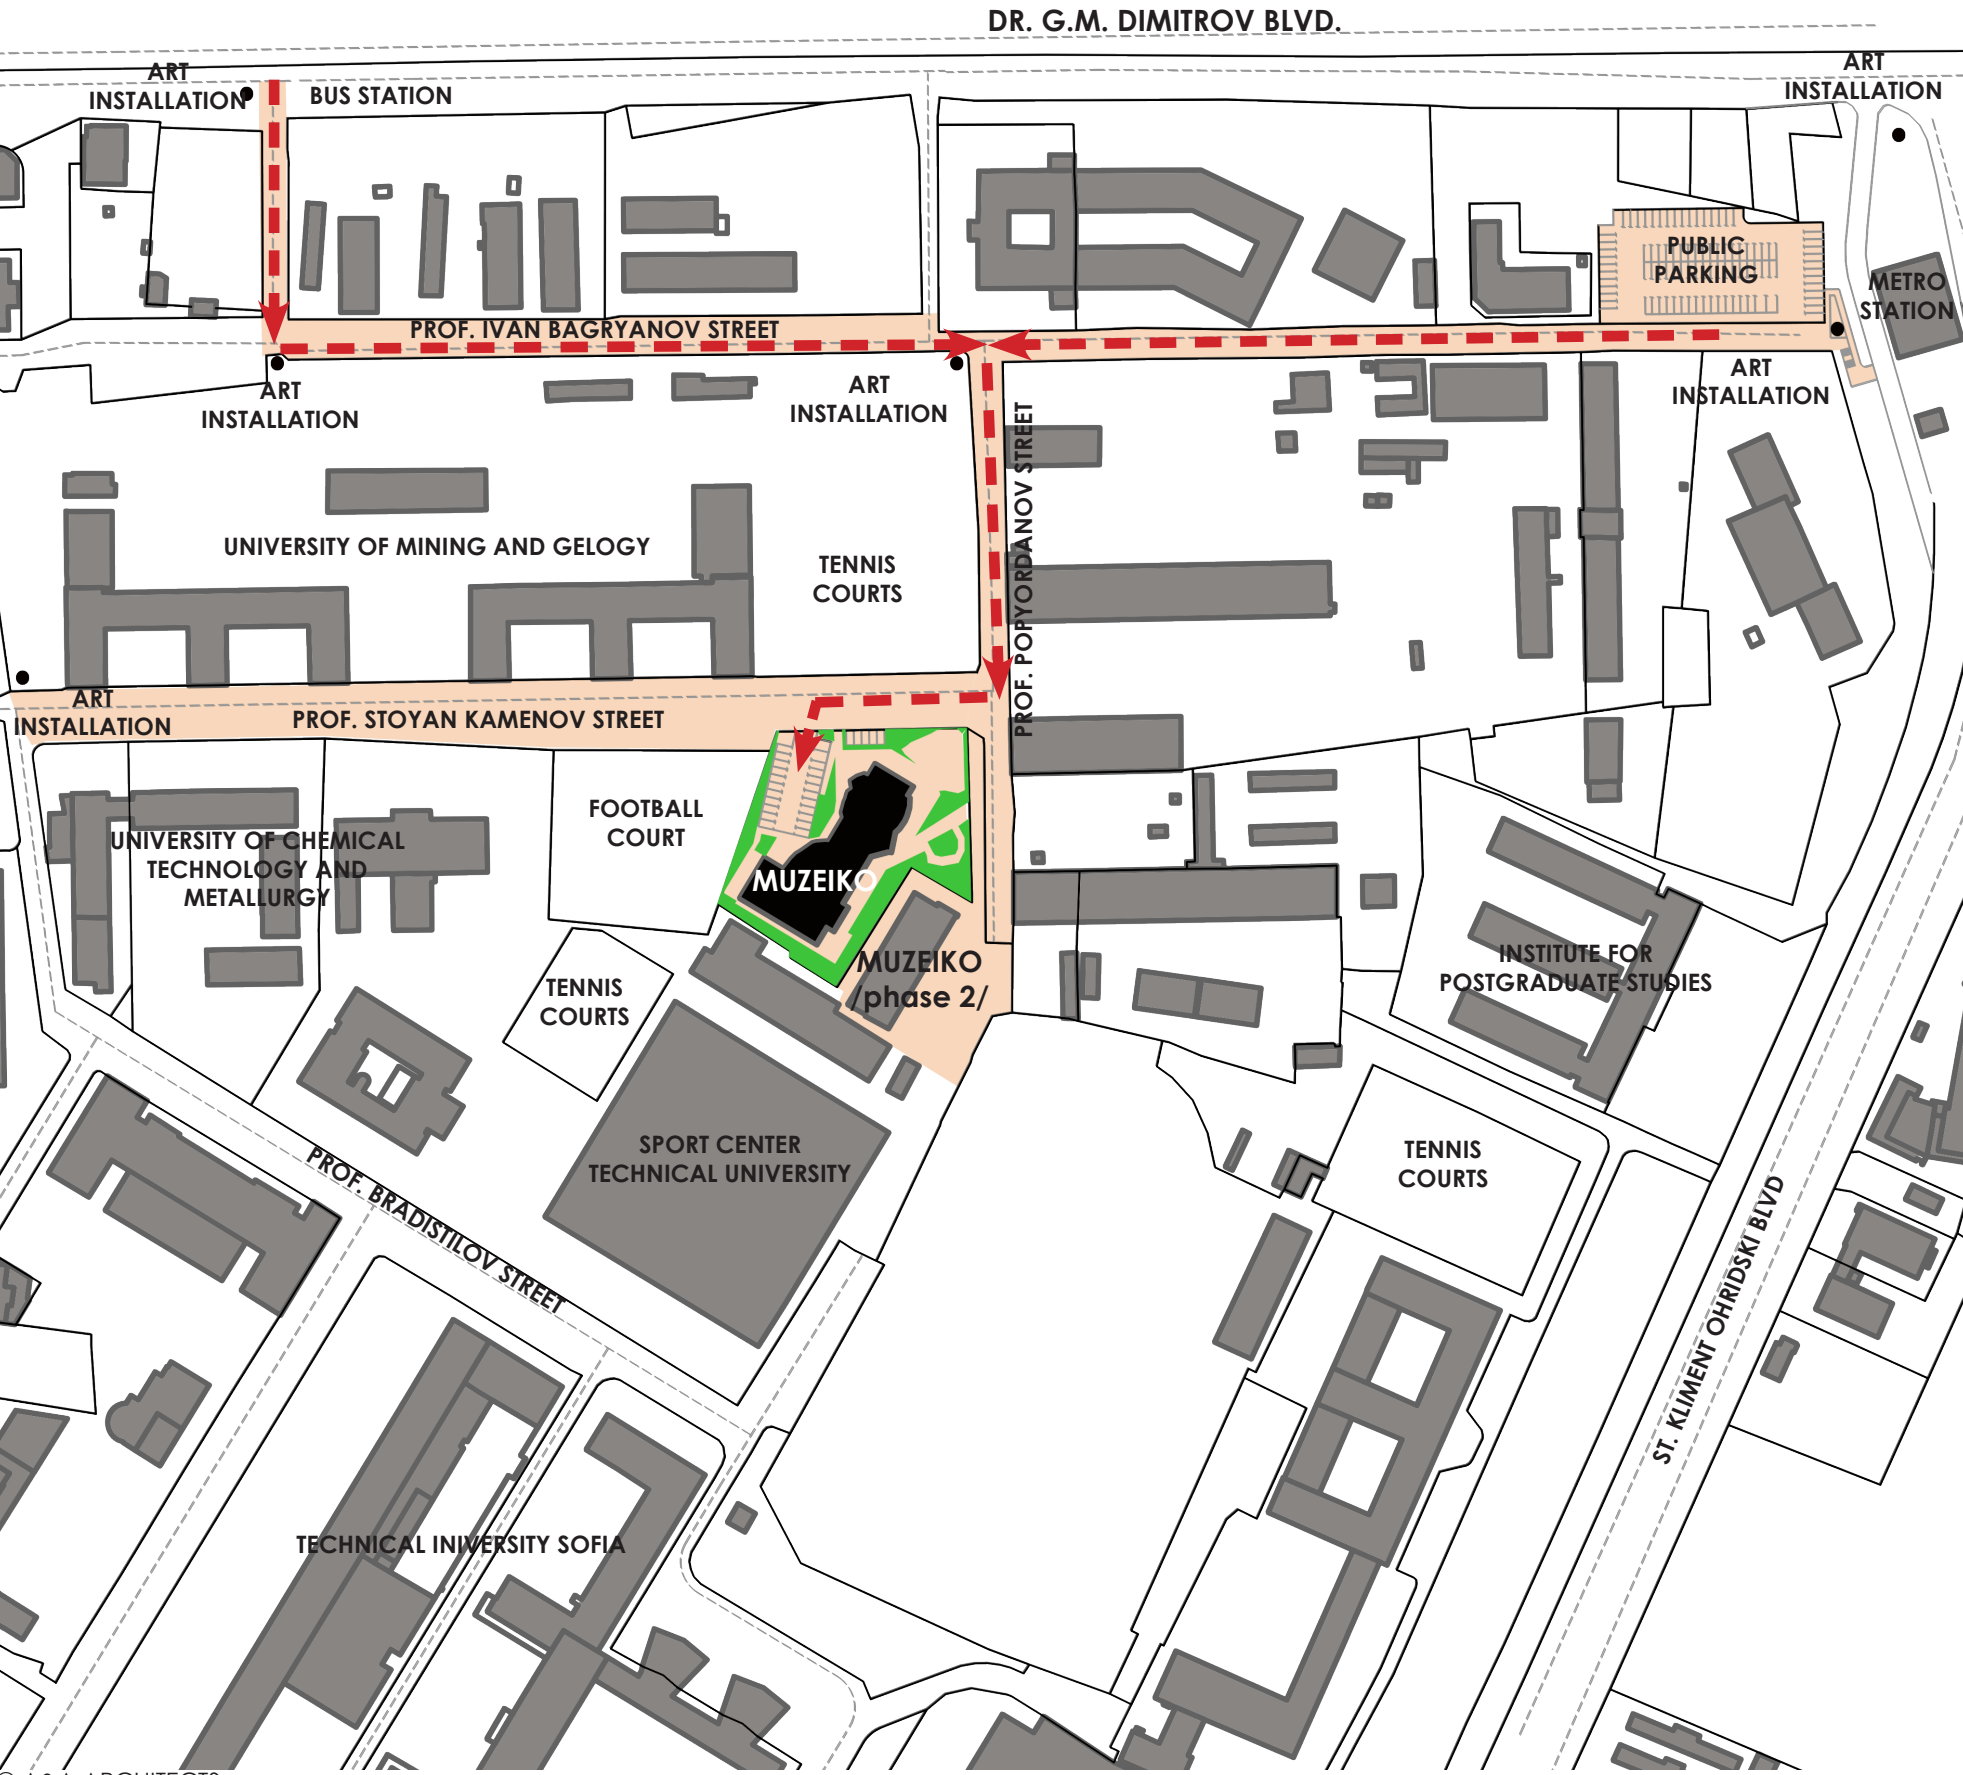 DR. G.M. DIMITROV BLVD.
ART
INSTALLATION
BUS STATION
ART
INSTALLATION
PUBLIC
PARKING
METRO
STATION
PROF. IVAN BAGRYANOV STREET
ART
INSTALLATION
ART
INSTALLATION
ART
INSTALLATION
PROF. POPYORDANOV STREET
UNIVERSITY OF MINING AND GELOGY
TENNIS
COURTS
ART
INSTALLATION
PROF. STOYAN KAMENOV STREET
FOOTBALL
COURT
UNIVERSITY OF CHEMICAL
TECHNOLOGY AND
METALLURGY
MUZEIKO
MUZEIKO
/phase 2/
INSTITUTE FOR
POSTGRADUATE STUDIES
TENNIS
COURTS
SPORT CENTER
TECHNICAL UNIVERSITY
TENNIS
COURTS
PROF. BRADISTILOV STREET
ST. KLIMENT OHRIDSKI BLVD
TECHNICAL INIVERSITY SOFIA